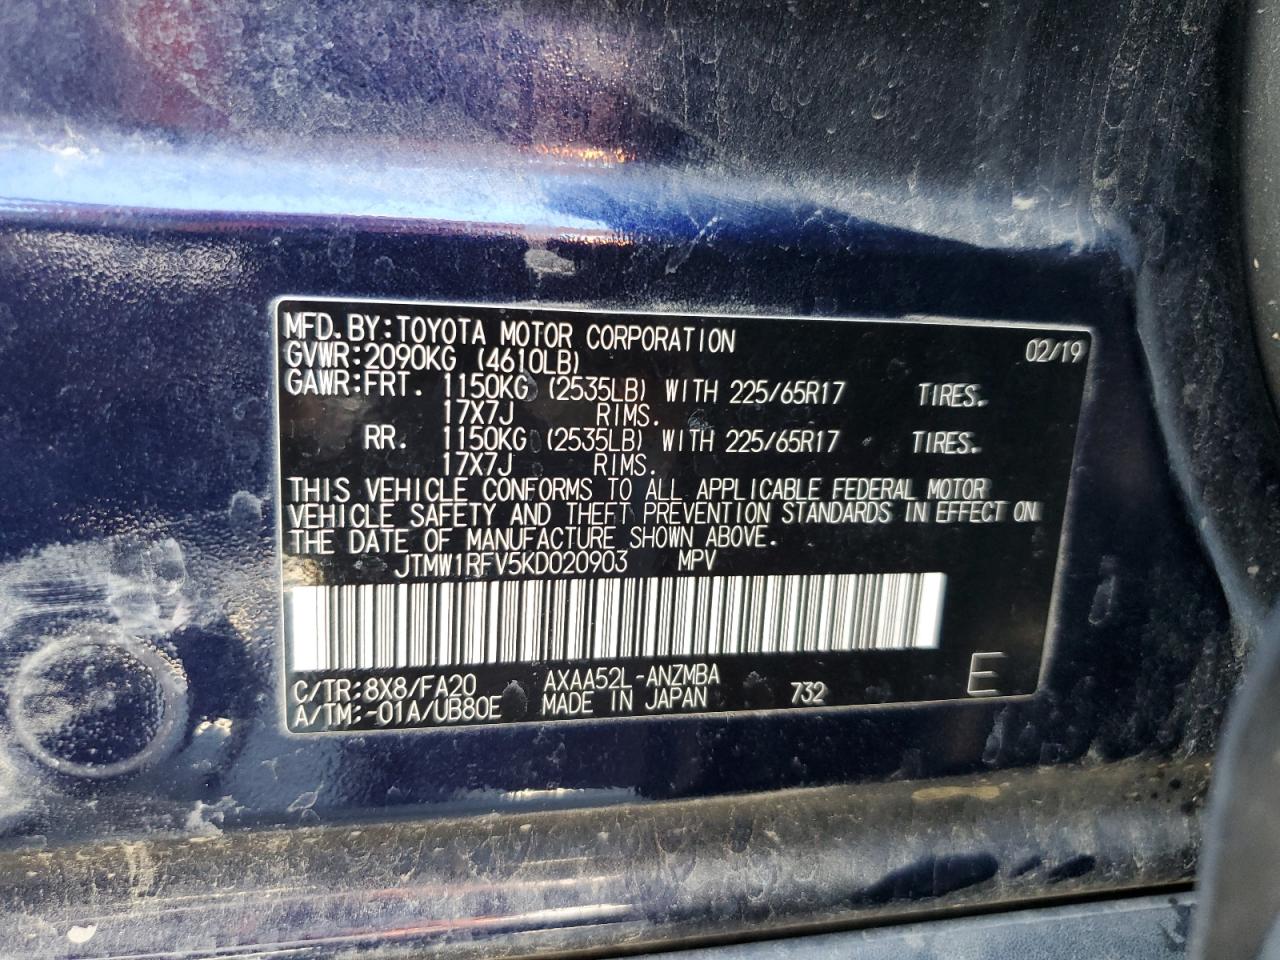 MFD.BY:TOYOTA MOTOR CORPORATION 02/19
GVWR:2090KG (4610LB)
GAWR:FRT. 1150KG (2535LB) WITH 225/65R17 TIRES.
17X7J RIMS.
RR. 1150KG (2535LB) WITH 225/65R17 TIRES.
17X7J RIMS.
THIS VEHICLE CONFORMS TO ALL APPLICABLE FEDERAL MOTOR
VEHICLE SAFETY AND THEFT PREVENTION STANDARDS IN EFFECT ON
THE DATE OF MANUFACTURE SHOWN ABOVE.
JTMW1RFV5KD020903 MPV
C/TR:8X8/FA20 AXAA52L-ANZMBA
A/TM:-01A/UB80E MADE IN JAPAN 732 E